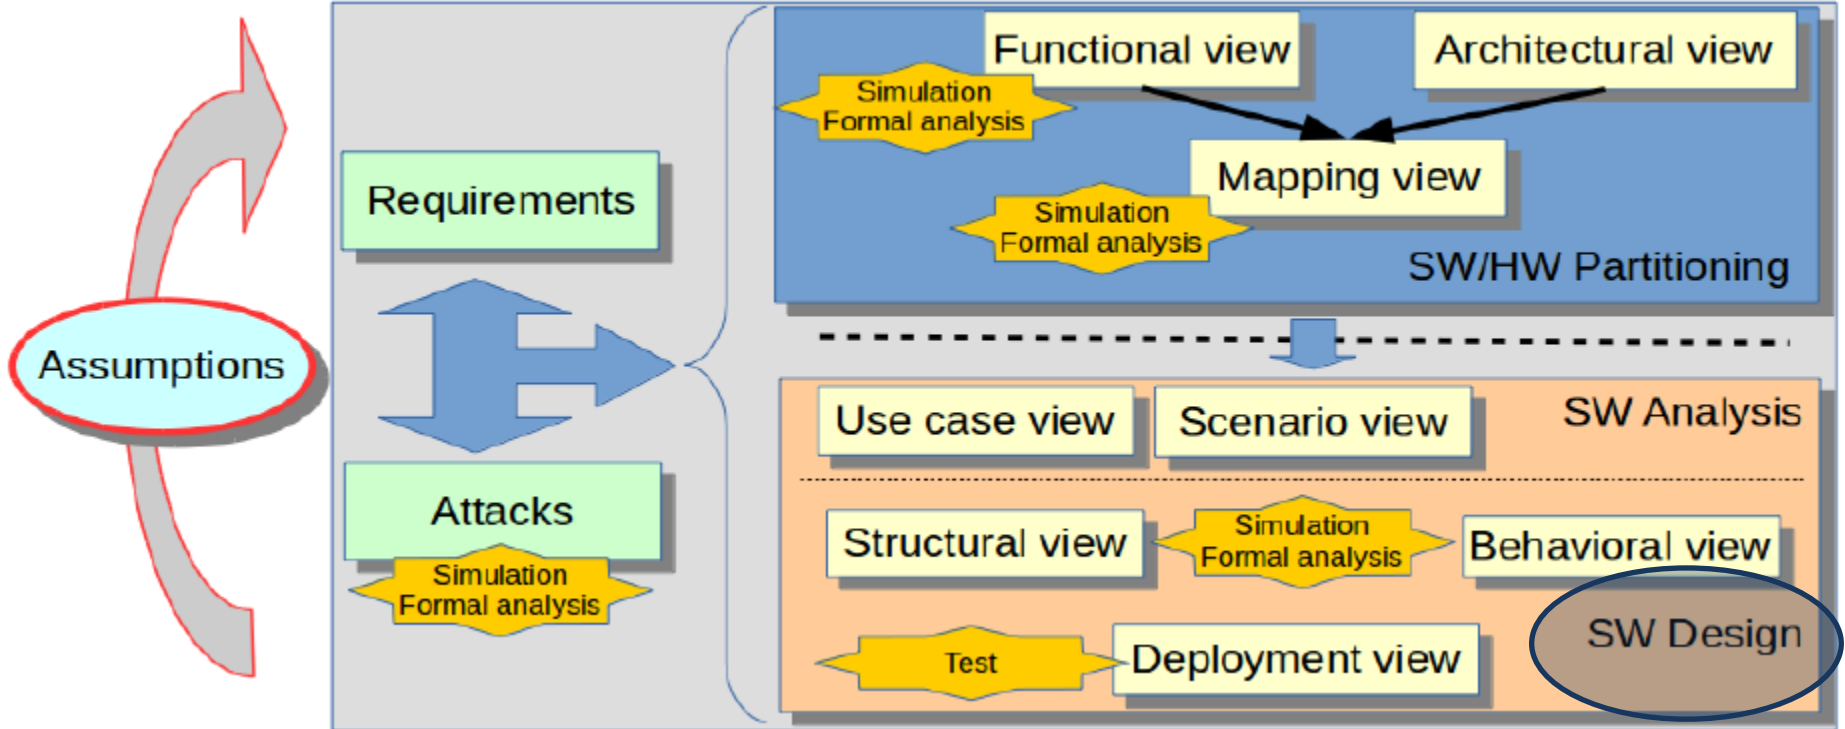 Assumptions
Requirements
Attacks
Simulation
Formal analysis
Functional view
Architectural view
Simulation
Formal analysis
Mapping view
Simulation
Formal analysis
SW/HW Partitioning
Use case view
Scenario view
SW Analysis
Structural view
Simulation
Formal analysis
Behavioral view
Test
Deployment view
SW Design